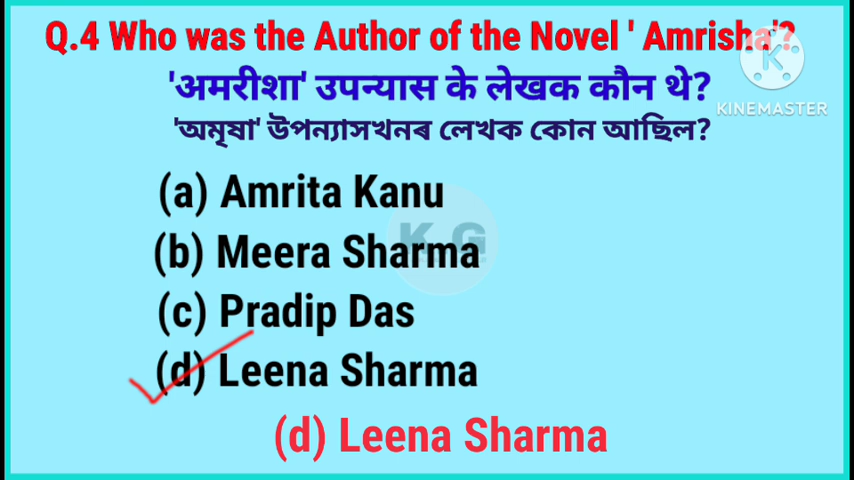 Q.4 Who was the Author of the Novel ' Amrisha'?
'अमरीशा' उपन्यास के लेखक कौन थे?
'অমৃষা' উপন্যাসখনৰ লেখক কোন আছিল?
KINEMASTER
(a) Amrita Kanu
(b) Meera Sharma
K G
(c) Pradip Das
(d) Leena Sharma
(d) Leena Sharma